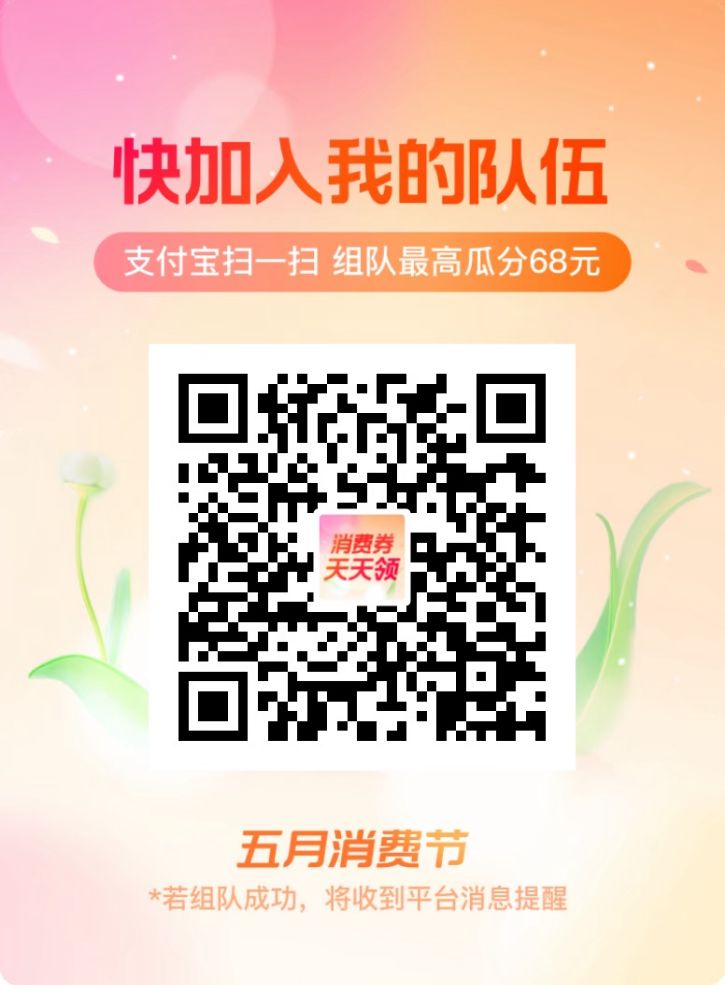 快加入我的队伍
支付宝扫一扫 组队最高瓜分68元
消费券
天天领
五月消费节
*若组队成功，将收到平台消息提醒